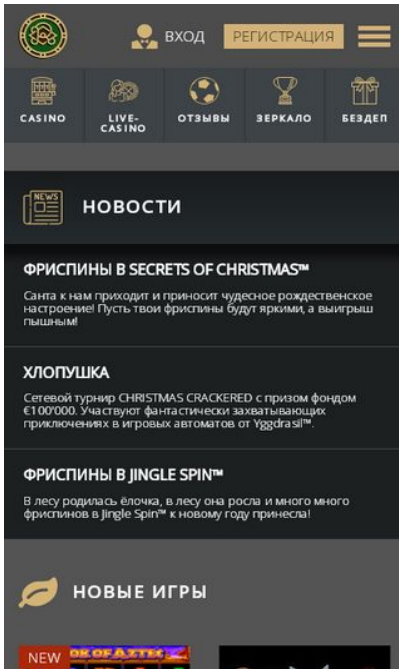 ВХОД
РЕГИСТРАЦИЯ
CASINO
LIVE-
CASINO
ОТЗЫВЫ
ЗЕРКАЛО
БЕЗДЕП
NEWS
НОВОСТИ
ФРИСПИНЫ В SECRETS OF CHRISTMAS™
Санта к нам приходит и приносит чудесное рождественское
настроение! Пусть твои фриспины будут яркими, а выигрыш
пышным!
ХЛОПУШКА
Сетевой турнир CHRISTMAS CRACKERED с призом фондом
€100'000. Участвуют фантастически захватывающих
приключениях в игровых автоматов от Yggdrasil™.
ФРИСПИНЫ В JINGLE SPIN™
В лесу родилась ёлочка, в лесу она росла и много много
фриспинов в Jingle Spin™ к новому году принесла!
НОВЫЕ ИГРЫ
NEW
OF AZTEC